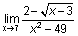 lim x→7 (2−√(x−3))/(x²−49)